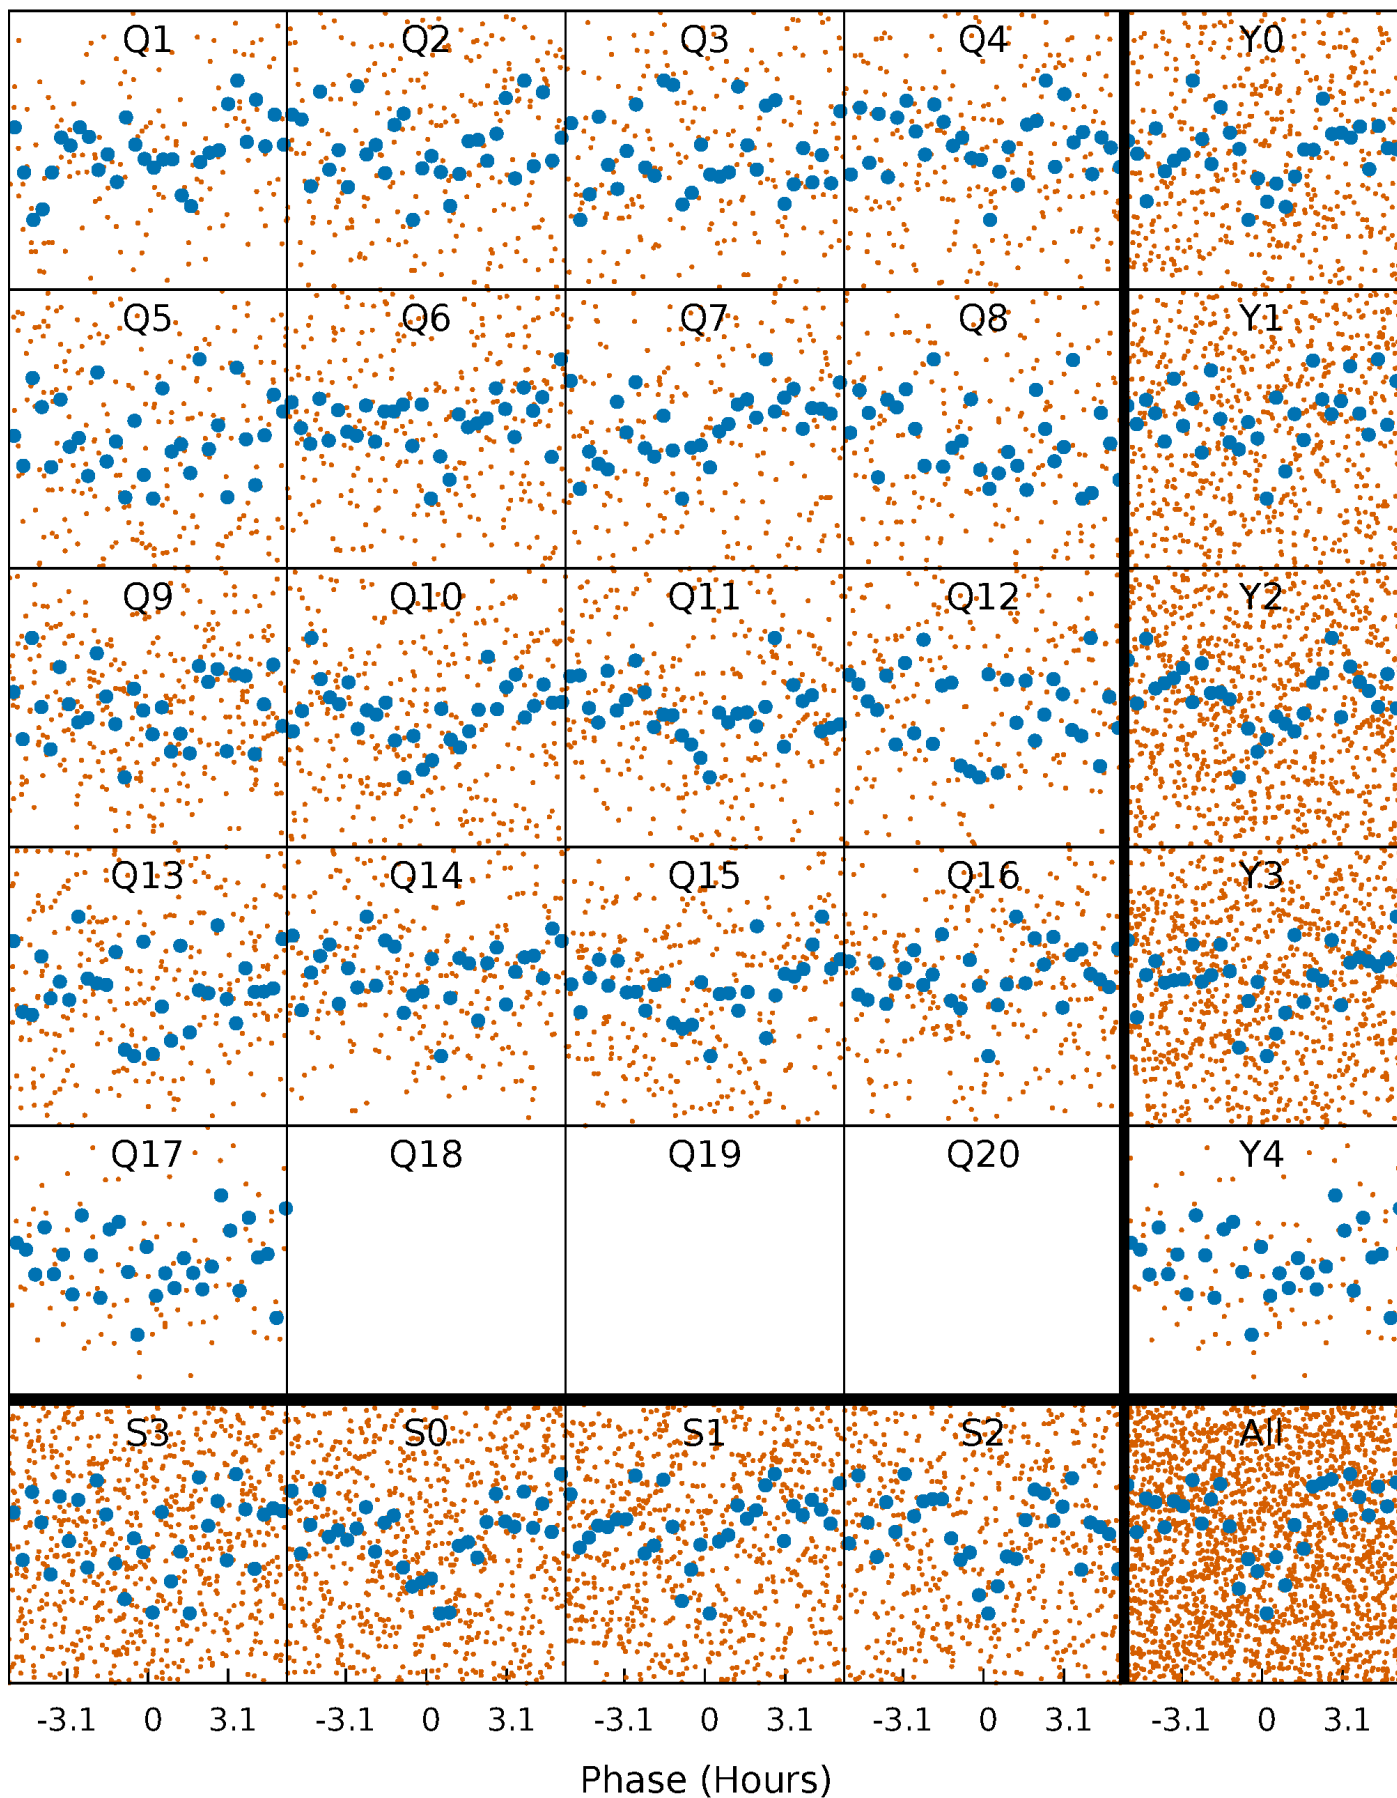 Q1 Q2 Q3 Q4 Y0
Q5 Q6 Q7 Q8 Y1
Q9 Q10 Q11 Q12 Y2
Q13 Q14 Q15 Q16 Y3
Q17 Q18 Q19 Q20 Y4
S3 S0 S1 S2 All
-3.1 0 3.1 -3.1 0 3.1 -3.1 0 3.1 -3.1 0 3.1 -3.1 0 3.1
Phase (Hours)